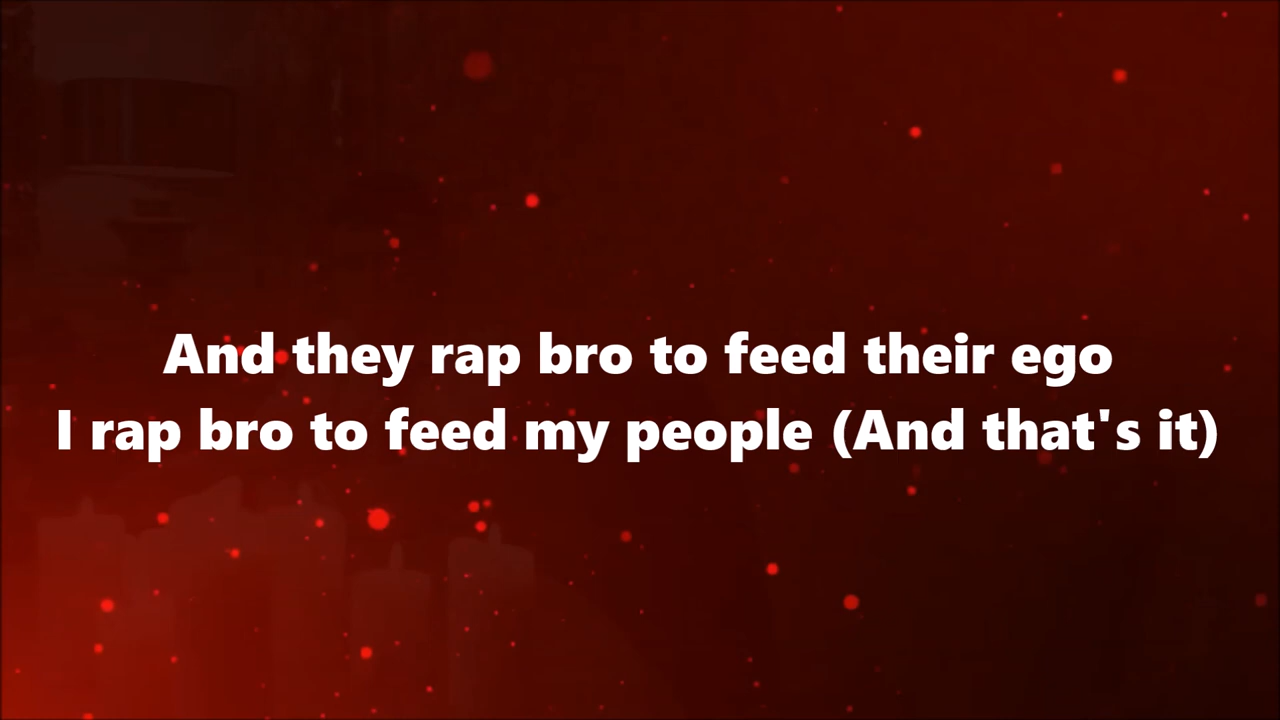 And they rap bro to feed their ego
I rap bro to feed my people (And that's it)